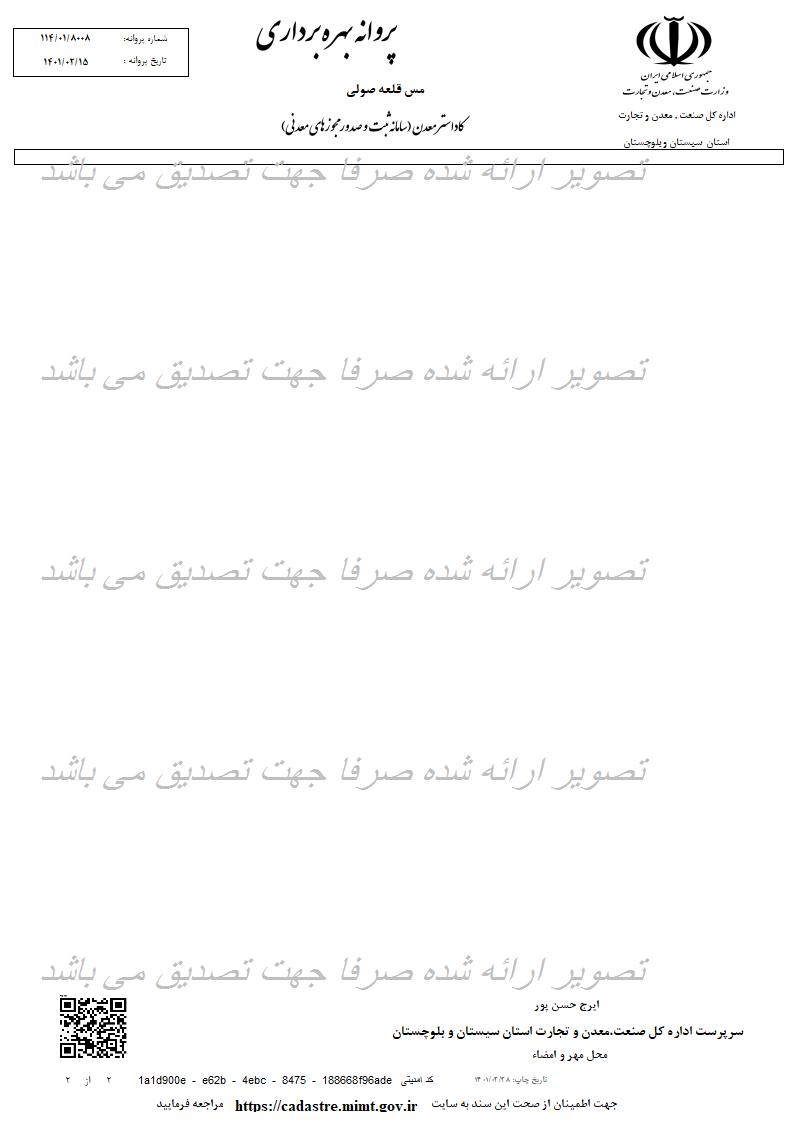 جمهوری اسلامی ایران
وزارت صنعت، معدن و تجارت
اداره کل صنعت ، معدن و تجارت
استان سیستان وبلوچستان
پروانه بهره برداری
مس قلعه صولی
کاداستر معدن (سامانه ثبت و صدور مجوز های معدنی)
شماره پروانه: ۱۱۴/۰۱/۸۰۰۸
تاریخ پروانه : ۱۴۰۱/۰۲/۱۵
تصویر ارائه شده صرفا جهت تصدیق می باشد
تصویر ارائه شده صرفا جهت تصدیق می باشد
تصویر ارائه شده صرفا جهت تصدیق می باشد
تصویر ارائه شده صرفا جهت تصدیق می باشد
تصویر ارائه شده صرفا جهت تصدیق می باشد
ایرج حسن پور
سرپرست اداره کل صنعت،معدن و تجارت استان سیستان و بلوچستان
محل مهر و امضاء
تاریخ چاپ: ۱۴۰۱/۰۲/۲۸ کد امنیتی 1a1d900e - e62b - 4ebc - 8475 - 188668f96ade ۲ از ۲
جهت اطمینان از صحت این سند به سایت https://cadastre.mimt.gov.ir مراجعه فرمایید